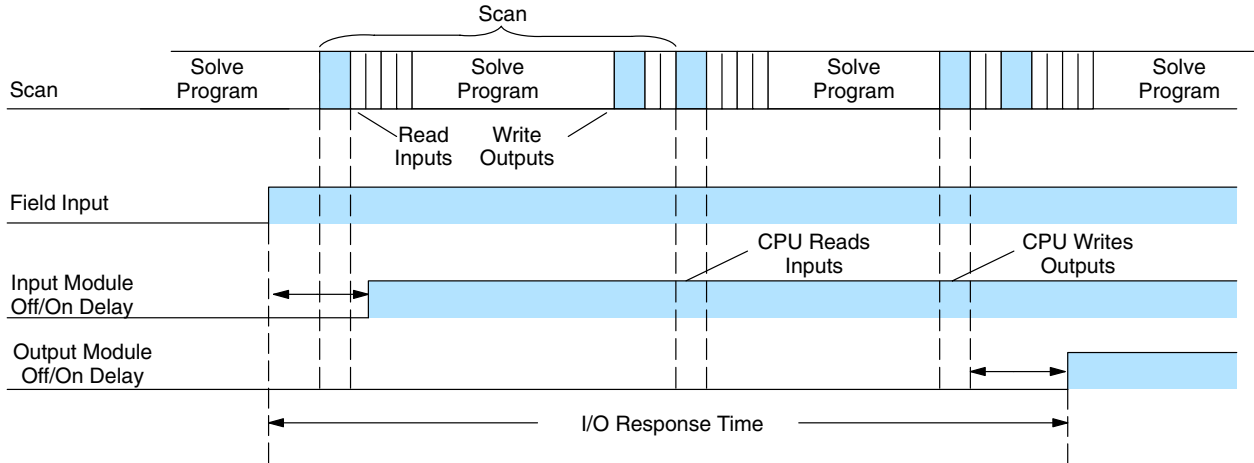 Scan
Solve
Program
Solve
Program
Solve
Program
Solve
Program
Scan
Read
Inputs
Write
Outputs
Field Input
CPU Reads
Inputs
CPU Writes
Outputs
Input Module
Off/On Delay
Output Module
Off/On Delay
I/O Response Time